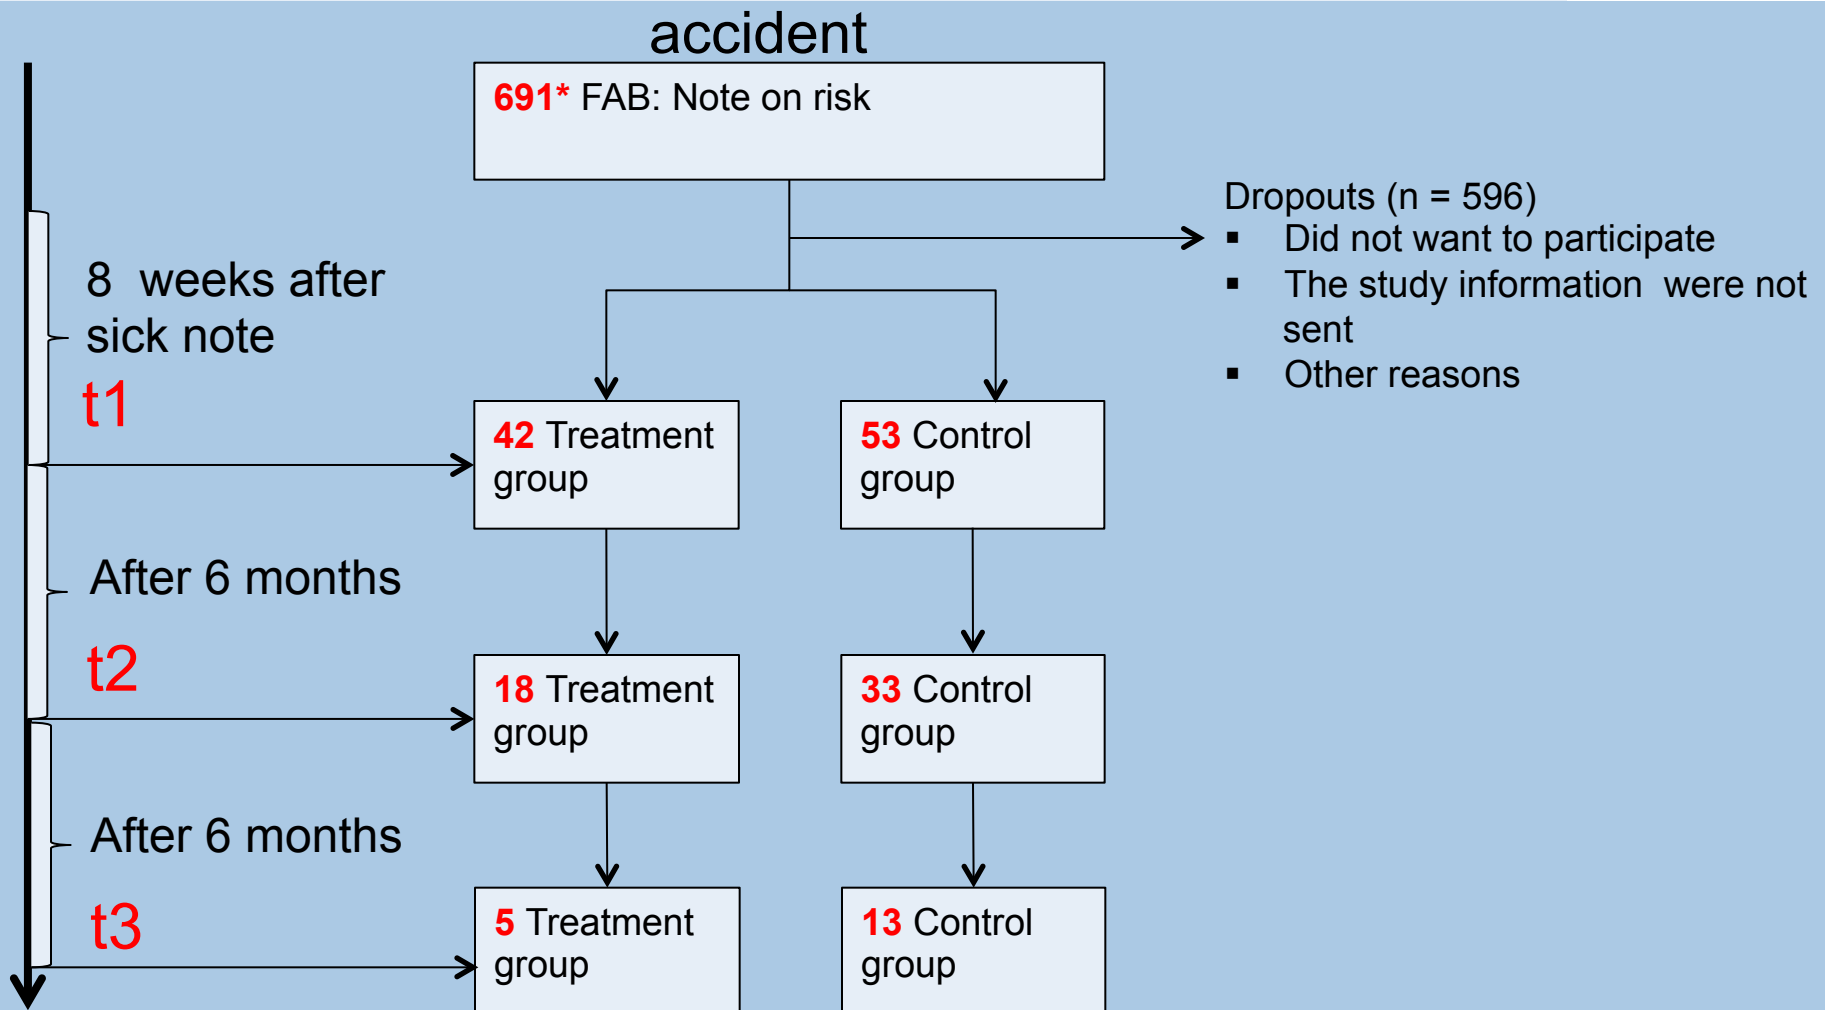 accident
691* FAB: Note on risk
Dropouts (n = 596)
▪ Did not want to participate
▪ The study information were not
sent
▪ Other reasons
8 weeks after
sick note
t1
42 Treatment
group
53 Control
group
After 6 months
t2
18 Treatment
group
33 Control
group
After 6 months
t3
5 Treatment
group
13 Control
group